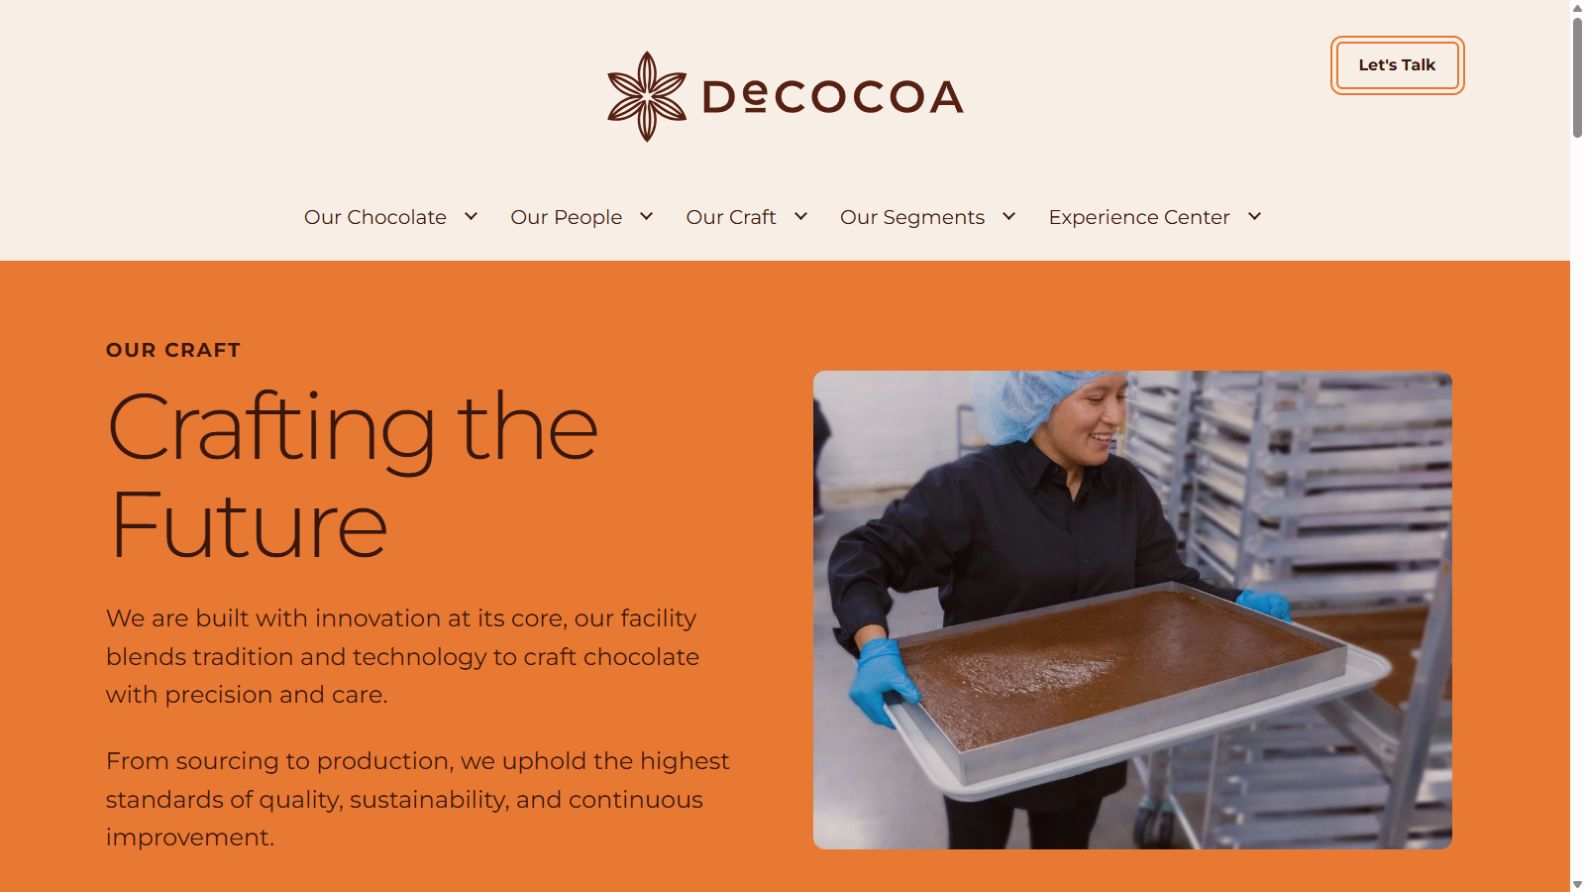 DeCOCOA
Let's Talk
Our Chocolate
Our People
Our Craft
Our Segments
Experience Center
OUR CRAFT
Crafting the
Future
We are built with innovation at its core, our facility
blends tradition and technology to craft chocolate
with precision and care.
From sourcing to production, we uphold the highest
standards of quality, sustainability, and continuous
improvement.